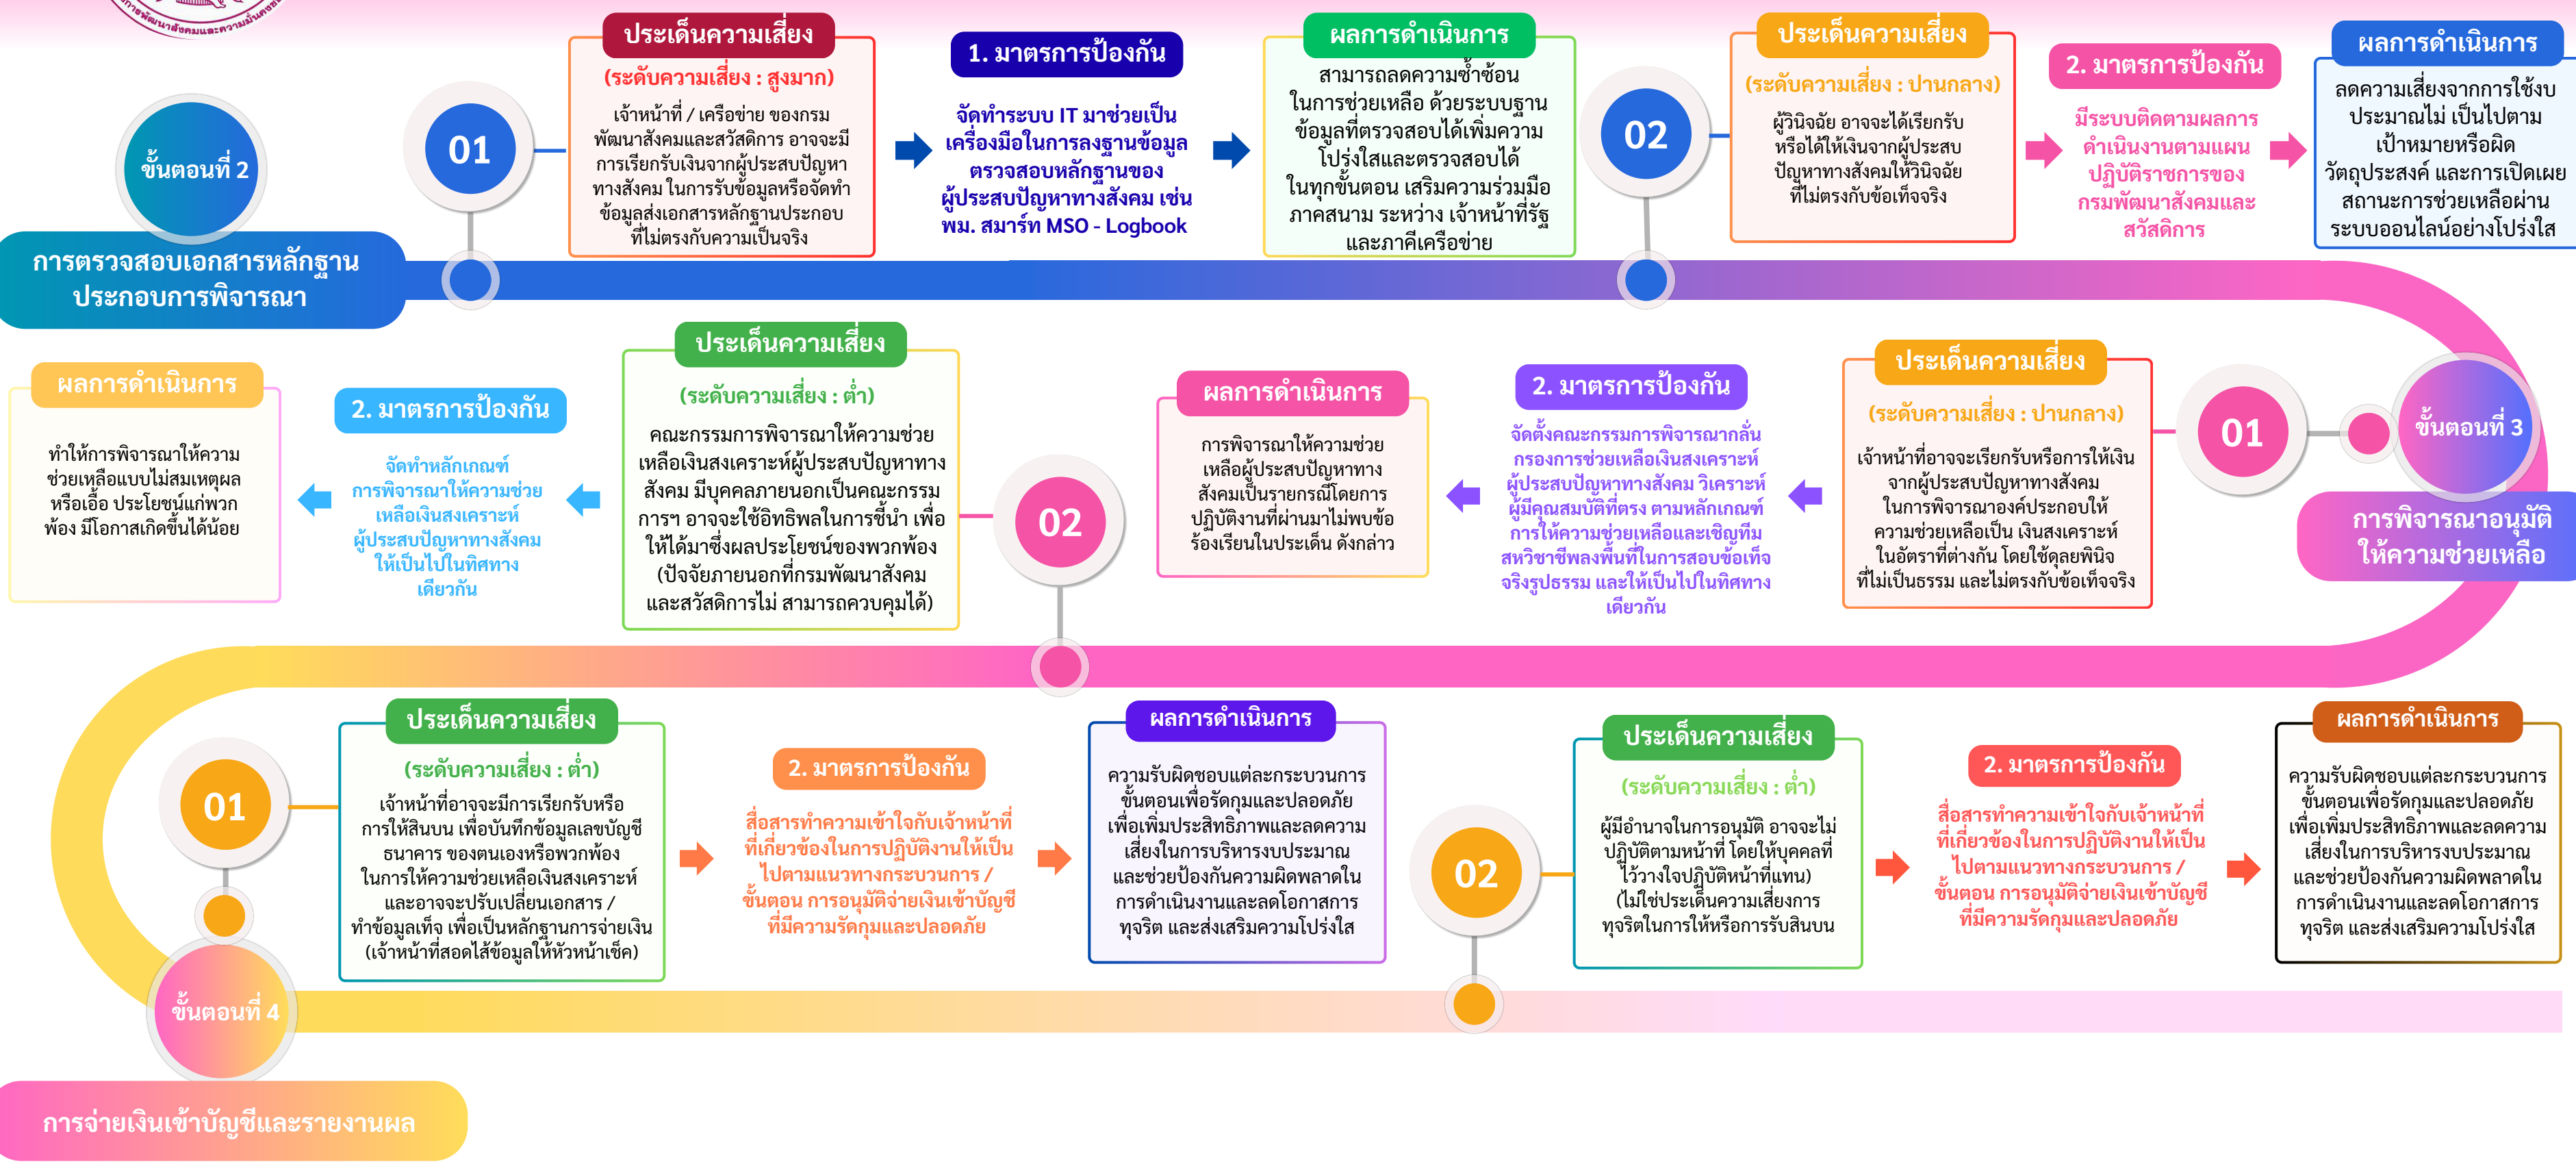 การพัฒนาสังคมและความมั่นคงของ
ขั้นตอนที่ 2
การตรวจสอบเอกสารหลักฐาน
ประกอบการพิจารณา
01
ประเด็นความเสี่ยง
(ระดับความเสี่ยง : สูงมาก)
เจ้าหน้าที่ / เครือข่าย ของกรม
พัฒนาสังคมและสวัสดิการ อาจจะมี
การเรียกรับเงินจากผู้ประสบปัญหา
ทางสังคม ในการรับข้อมูลหรือจัดทำ
ข้อมูลส่งเอกสารหลักฐานประกอบ
ที่ไม่ตรงกับความเป็นจริง
1. มาตรการป้องกัน
จัดทำระบบ IT มาช่วยเป็น
เครื่องมือในการลงฐานข้อมูล
ตรวจสอบหลักฐานของ
ผู้ประสบปัญหาทางสังคม เช่น
พม. สมาร์ท MSO - Logbook
ผลการดำเนินการ
สามารถลดความซ้ำซ้อน
ในการช่วยเหลือ ด้วยระบบฐาน
ข้อมูลที่ตรวจสอบได้เพิ่มความ
โปร่งใสและตรวจสอบได้
ในทุกขั้นตอน เสริมความร่วมมือ
ภาคสนาม ระหว่าง เจ้าหน้าที่รัฐ
และภาคีเครือข่าย
02
ประเด็นความเสี่ยง
(ระดับความเสี่ยง : ปานกลาง)
ผู้วินิจฉัย อาจจะได้เรียกรับ
หรือได้ให้เงินจากผู้ประสบ
ปัญหาทางสังคมให้วินิจฉัย
ที่ไม่ตรงกับข้อเท็จจริง
2. มาตรการป้องกัน
มีระบบติดตามผลการ
ดำเนินงานตามแผน
ปฏิบัติราชการของ
กรมพัฒนาสังคมและ
สวัสดิการ
ผลการดำเนินการ
ลดความเสี่ยงจากการใช้งบ
ประมาณไม่ เป็นไปตาม
เป้าหมายหรือผิด
วัตถุประสงค์ และการเปิดเผย
สถานะการช่วยเหลือผ่าน
ระบบออนไลน์อย่างโปร่งใส
ขั้นตอนที่ 3
การพิจารณาอนุมัติ
ให้ความช่วยเหลือ
01
ประเด็นความเสี่ยง
(ระดับความเสี่ยง : ปานกลาง)
เจ้าหน้าที่อาจจะเรียกรับหรือการให้เงิน
จากผู้ประสบปัญหาทางสังคม
ในการพิจารณาองค์ประกอบให้
ความช่วยเหลือเป็น เงินสงเคราะห์
ในอัตราที่ต่างกัน โดยใช้ดุลยพินิจ
ที่ไม่เป็นธรรม และไม่ตรงกับข้อเท็จจริง
2. มาตรการป้องกัน
จัดตั้งคณะกรรมการพิจารณากลั่น
กรองการช่วยเหลือเงินสงเคราะห์
ผู้ประสบปัญหาทางสังคม วิเคราะห์
ผู้มีคุณสมบัติที่ตรง ตามหลักเกณฑ์
การให้ความช่วยเหลือและเชิญทีม
สหวิชาชีพลงพื้นที่ในการสอบข้อเท็จ
จริงรูปธรรม และให้เป็นไปในทิศทาง
เดียวกัน
ผลการดำเนินการ
การพิจารณาให้ความช่วย
เหลือผู้ประสบปัญหาทาง
สังคมเป็นรายกรณีโดยการ
ปฏิบัติงานที่ผ่านมาไม่พบข้อ
ร้องเรียนในประเด็น ดังกล่าว
02
ประเด็นความเสี่ยง
(ระดับความเสี่ยง : ต่ำ)
คณะกรรมการพิจารณาให้ความช่วย
เหลือเงินสงเคราะห์ผู้ประสบปัญหาทาง
สังคม มีบุคคลภายนอกเป็นคณะกรรม
การฯ อาจจะใช้อิทธิพลในการชี้นำ เพื่อ
ให้ได้มาซึ่งผลประโยชน์ของพวกพ้อง
(ปัจจัยภายนอกที่กรมพัฒนาสังคม
และสวัสดิการไม่ สามารถควบคุมได้)
2. มาตรการป้องกัน
จัดทำหลักเกณฑ์
การพิจารณาให้ความช่วย
เหลือเงินสงเคราะห์
ผู้ประสบปัญหาทางสังคม
ให้เป็นไปในทิศทาง
เดียวกัน
ผลการดำเนินการ
ทำให้การพิจารณาให้ความ
ช่วยเหลือแบบไม่สมเหตุผล
หรือเอื้อ ประโยชน์แก่พวก
พ้อง มีโอกาสเกิดขึ้นได้น้อย
01
ขั้นตอนที่ 4
การจ่ายเงินเข้าบัญชีและรายงานผล
ประเด็นความเสี่ยง
(ระดับความเสี่ยง : ต่ำ)
เจ้าหน้าที่อาจจะมีการเรียกรับหรือ
การให้สินบน เพื่อบันทึกข้อมูลเลขบัญชี
ธนาคาร ของตนเองหรือพวกพ้อง
ในการให้ความช่วยเหลือเงินสงเคราะห์
และอาจจะปรับเปลี่ยนเอกสาร /
ทำข้อมูลเท็จ เพื่อเป็นหลักฐานการจ่ายเงิน
(เจ้าหน้าที่สอดไส้ข้อมูลให้หัวหน้าเช็ค)
2. มาตรการป้องกัน
สื่อสารทำความเข้าใจกับเจ้าหน้าที่
ที่เกี่ยวข้องในการปฏิบัติงานให้เป็น
ไปตามแนวทางกระบวนการ /
ขั้นตอน การอนุมัติจ่ายเงินเข้าบัญชี
ที่มีความรัดกุมและปลอดภัย
ผลการดำเนินการ
ความรับผิดชอบแต่ละกระบวนการ
ขั้นตอนเพื่อรัดกุมและปลอดภัย
เพื่อเพิ่มประสิทธิภาพและลดความ
เสี่ยงในการบริหารงบประมาณ
และช่วยป้องกันความผิดพลาดใน
การดำเนินงานและลดโอกาสการ
ทุจริต และส่งเสริมความโปร่งใส
02
ประเด็นความเสี่ยง
(ระดับความเสี่ยง : ต่ำ)
ผู้มีอำนาจในการอนุมัติ อาจจะไม่
ปฏิบัติตามหน้าที่ โดยให้บุคคลที่
ไว้วางใจปฏิบัติหน้าที่แทน)
(ไม่ใช่ประเด็นความเสี่ยงการ
ทุจริตในการให้หรือการรับสินบน
2. มาตรการป้องกัน
สื่อสารทำความเข้าใจกับเจ้าหน้าที่
ที่เกี่ยวข้องในการปฏิบัติงานให้เป็น
ไปตามแนวทางกระบวนการ /
ขั้นตอน การอนุมัติจ่ายเงินเข้าบัญชี
ที่มีความรัดกุมและปลอดภัย
ผลการดำเนินการ
ความรับผิดชอบแต่ละกระบวนการ
ขั้นตอนเพื่อรัดกุมและปลอดภัย
เพื่อเพิ่มประสิทธิภาพและลดความ
เสี่ยงในการบริหารงบประมาณ
และช่วยป้องกันความผิดพลาดใน
การดำเนินงานและลดโอกาสการ
ทุจริต และส่งเสริมความโปร่งใส